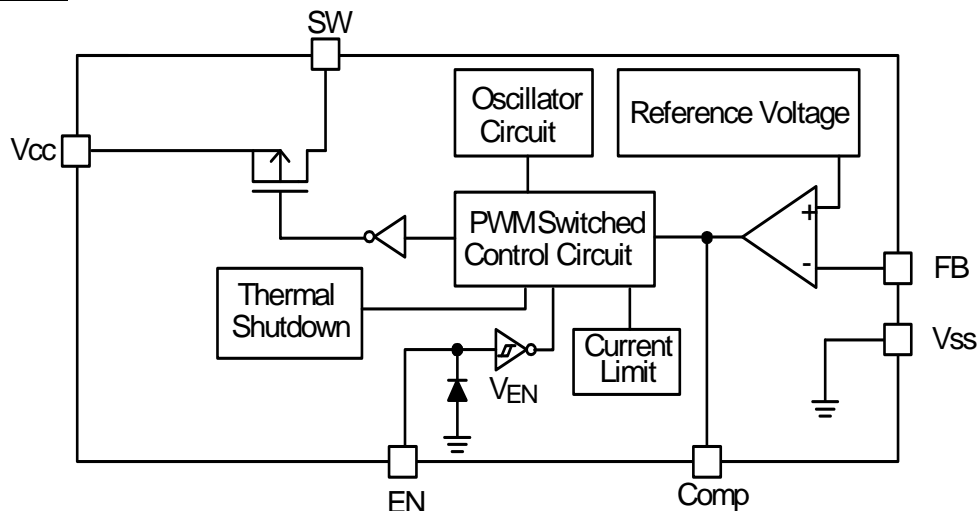 SW
Oscillator
Circuit
Reference Voltage
Vcc
PWM Switched
Control Circuit
+
-
FB
Thermal
Shutdown
Current
Limit
Vss
VEN
EN
Comp